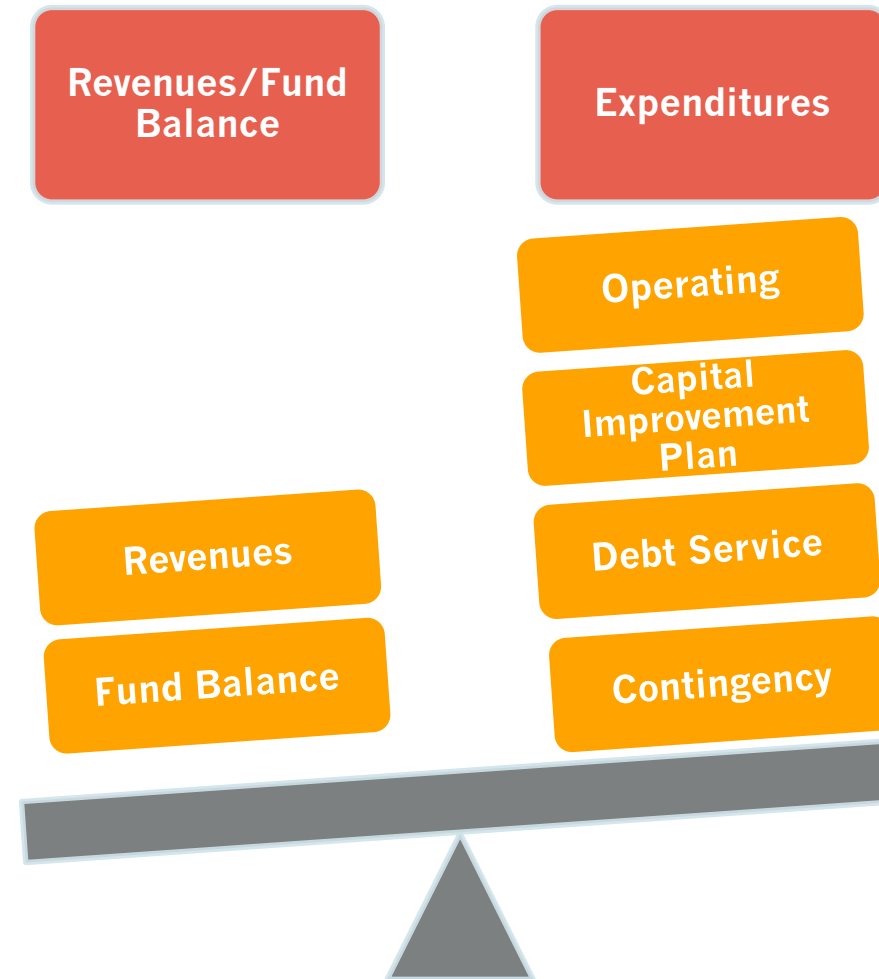 Revenues/Fund
Balance
Expenditures
Operating
Capital
Improvement
Plan
Revenues
Debt Service
Fund Balance
Contingency